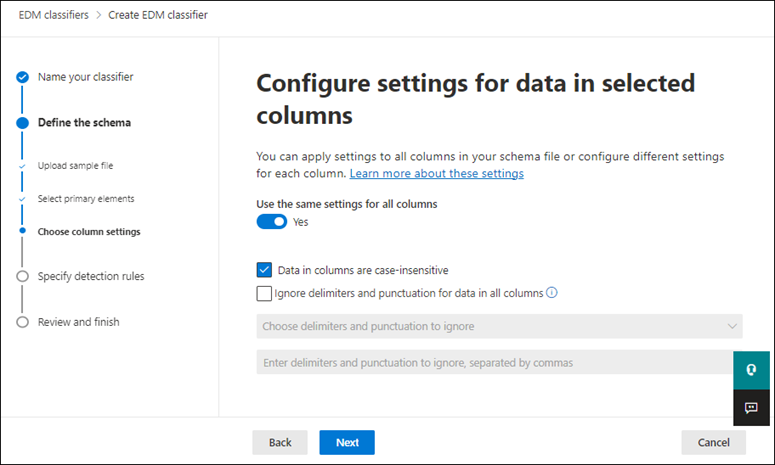 EDM classifiers > Create EDM classifier
Name your classifier
Define the schema
Upload sample file
Select primary elements
Choose column settings
Specify detection rules
Review and finish
Configure settings for data in selected
columns
You can apply settings to all columns in your schema file or configure different settings
for each column. Learn more about these settings
Use the same settings for all columns
Yes
Data in columns are case-insensitive
Ignore delimiters and punctuation for data in all columns
Choose delimiters and punctuation to ignore
Enter delimiters and punctuation to ignore, separated by commas
Back
Next
Cancel